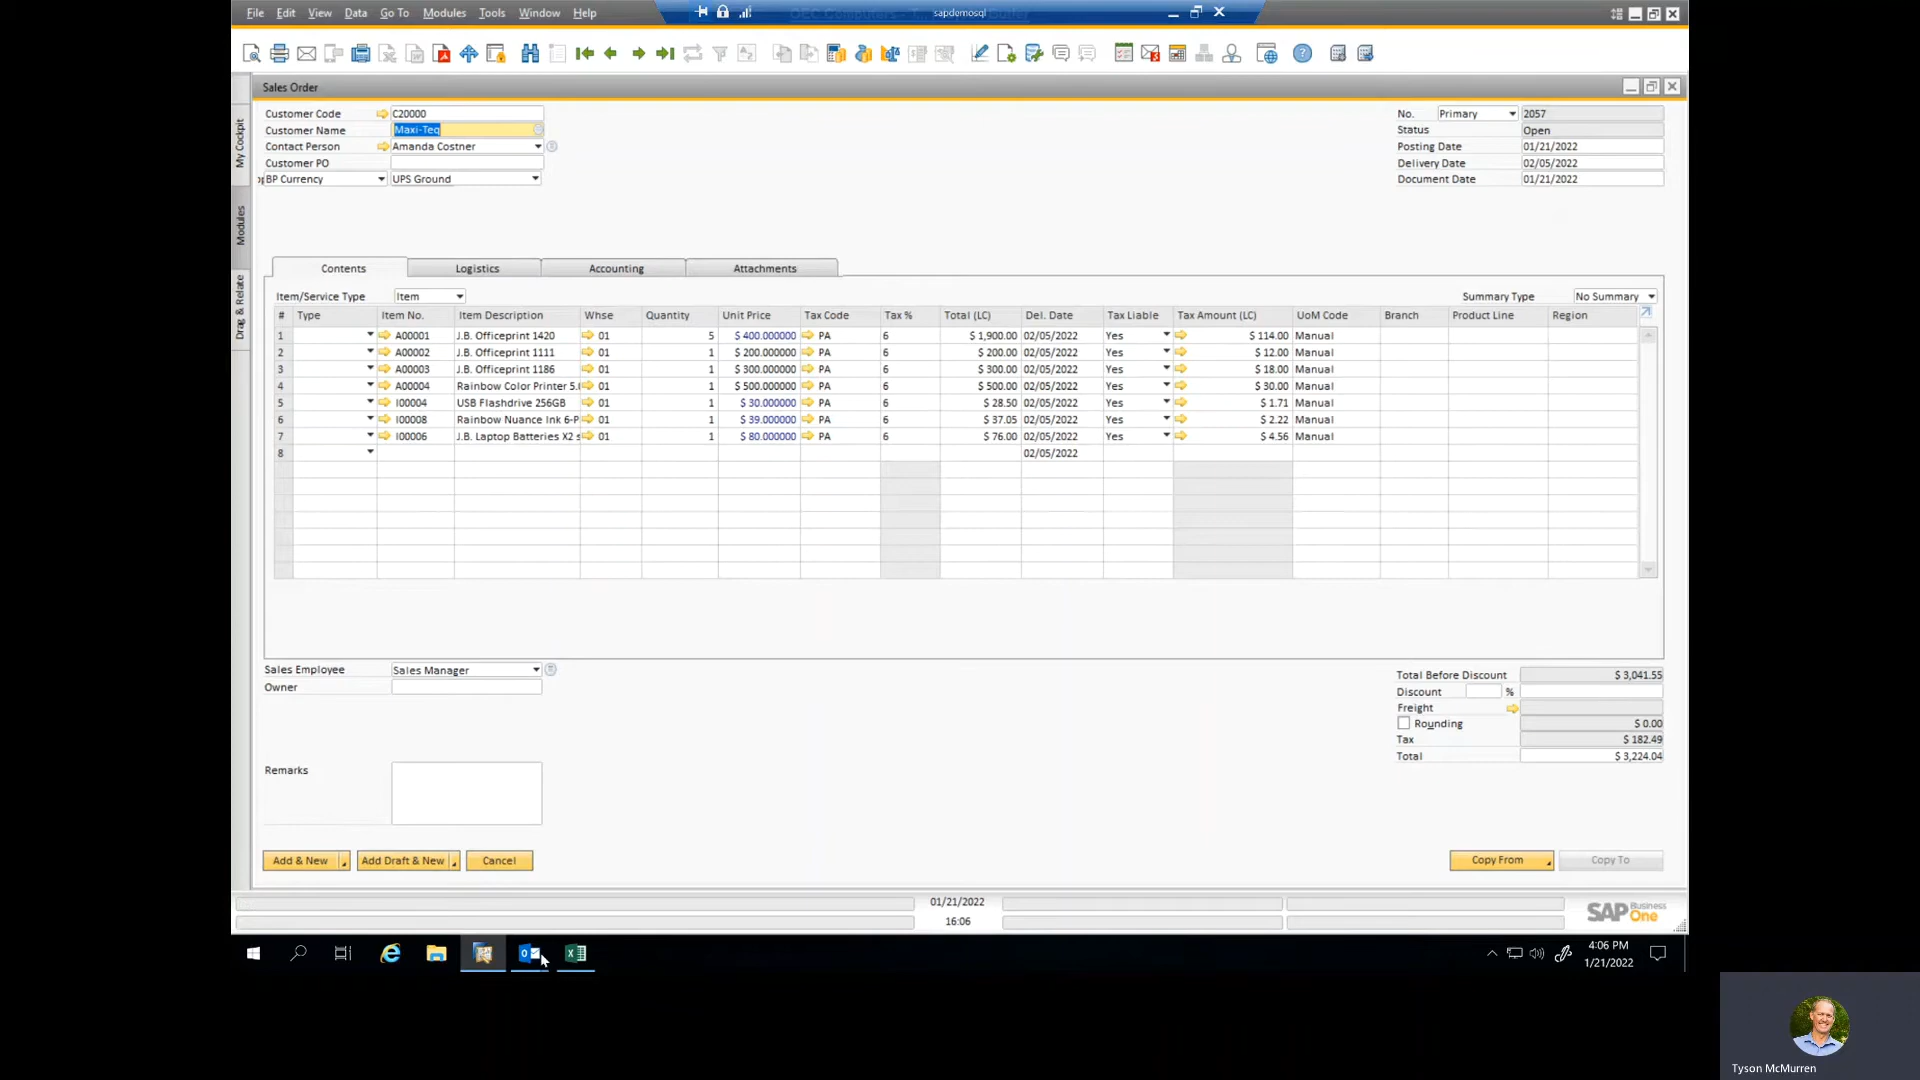 File Edit View Data Go To Modules Tools Window Help
sapdemosql
Sales Order
Customer Code C20000
Customer Name Maxi-Teq
Contact Person Amanda Costner
Customer PO
BP Currency UPS Ground
No. Primary 2057
Status Open
Posting Date 01/21/2022
Delivery Date 02/05/2022
Document Date 01/21/2022
My Cockpit
Modules
Drag & Relate
Contents Logistics Accounting Attachments
Item/Service Type Item Summary Type No Summary
# Type Item No. Item Description Whse Quantity Unit Price Tax Code Tax % Total (LC) Del. Date Tax Liable Tax Amount (LC) UoM Code Branch Product Line Region
1 A00001 J.B. Officeprint 1420 01 5 $ 400.000000 PA 6 $ 1,900.00 02/05/2022 Yes $ 114.00 Manual
2 A00002 J.B. Officeprint 1111 01 1 $ 200.000000 PA 6 $ 200.00 02/05/2022 Yes $ 12.00 Manual
3 A00003 J.B. Officeprint 1186 01 1 $ 300.000000 PA 6 $ 300.00 02/05/2022 Yes $ 18.00 Manual
4 A00004 Rainbow Color Printer 5.0 01 1 $ 500.000000 PA 6 $ 500.00 02/05/2022 Yes $ 30.00 Manual
5 I00004 USB Flashdrive 256GB 01 1 $ 30.000000 PA 6 $ 28.50 02/05/2022 Yes $ 1.71 Manual
6 I00008 Rainbow Nuance Ink 6-P 01 1 $ 39.000000 PA 6 $ 37.05 02/05/2022 Yes $ 2.22 Manual
7 I00006 J.B. Laptop Batteries X2 s 01 1 $ 80.000000 PA 6 $ 76.00 02/05/2022 Yes $ 4.56 Manual
8 02/05/2022
Sales Employee Sales Manager
Owner
Remarks
Total Before Discount $ 3,041.55
Discount %
Freight
Rounding $ 0.00
Tax $ 182.49
Total $ 3,224.04
Add & New Add Draft & New Cancel Copy From Copy To
01/21/2022
16:06
SAP Business One
4:06 PM
1/21/2022
Tyson McMurren